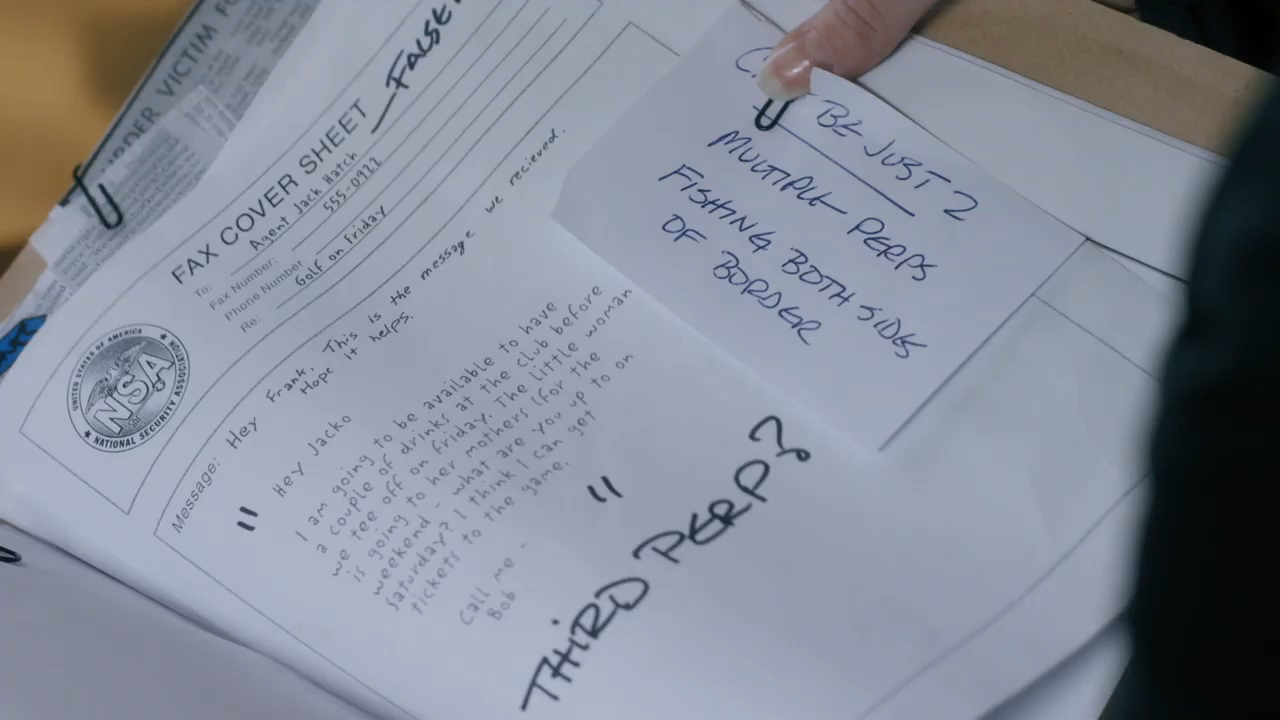 VICTIM
FAX COVER SHEET
FALSE
To: Agent Jack Hatch
Fax Number:
Phone Number 555-0922
Re: Golf on Friday
UNITED STATES OF AMERICA
NSA
NATIONAL SECURITY ASSOCIATION
Message: Hey Frank, This is the message we recieved.
Hope it helps.
" Hey Jacko
I am going to be available to have
a couple of drinks at the club before
we tee off on Friday. The little woman
is going to her mothers (for the
weekend - what are you up to on
saturday? I think I can get
tickets to the game.
Call me -
Bob "
THIRD PERP?
BE JUST 2
MULTIPLE PERPS
FISHING BOTH SIDES
OF BORDER